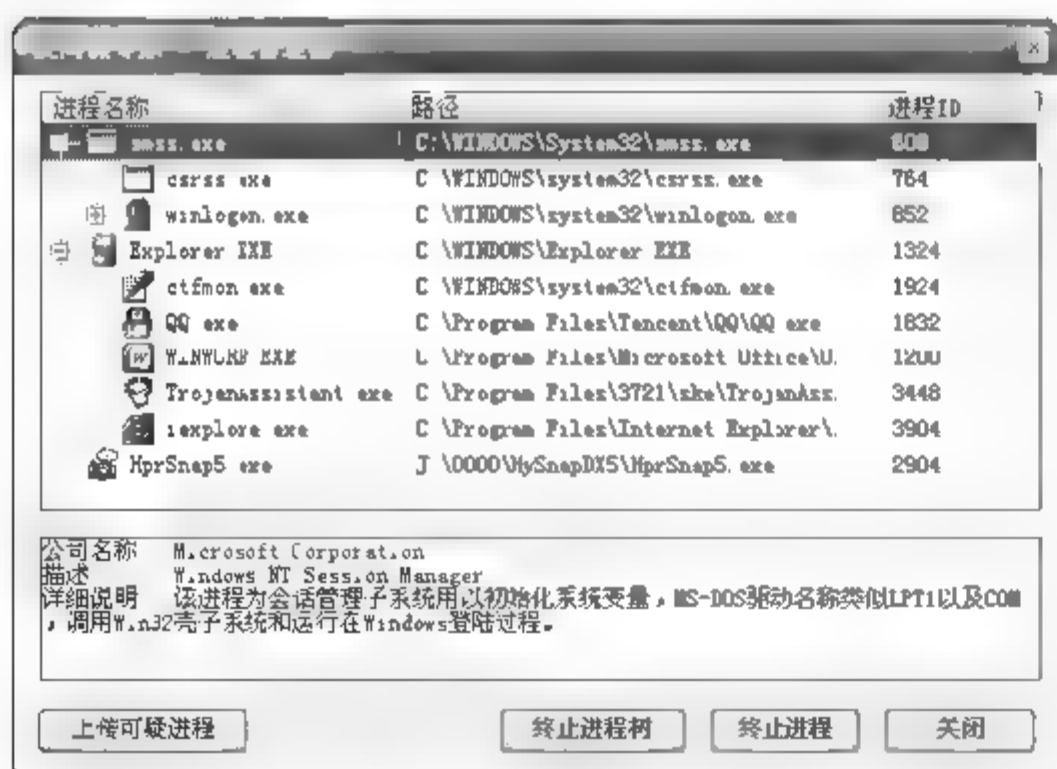 进程名称 路径 进程ID
smss.exe C:\WINDOWS\System32\smss.exe
csrss exe C \WINDOWS\system32\csrss.exe 764
winlogon.exe C \WINDOWS\system32\winlogon.exe 852
Explorer EXE C \WINDOWS\Explorer EXE 1324
ctfmon exe C \WINDOWS\system32\ctfmon.exe 1924
QQ exe C \Program Files\Tencent\QQ\QQ exe 1832
EXE \Program Files\Microsoft Office\O. 1200
TrojanAssistant exe C \Program Files\3721\ske\TrojanAss. 3448
iexplore exe C \Program Files\Internet Explorer\. 3904
HprSnap5 exe J \0000\HySnapDX5\HprSnap5.exe 2904
公司名称 Microsoft Corporation
描述 Windows NT Session Manager
详细说明 该进程为会话管理子系统用以初始化系统变量，MS-DOS驱动名称类似LPT1以及COM
，调用Win32壳子系统和运行在Windows登陆过程。
上传可疑进程 终止进程树 终止进程 关闭